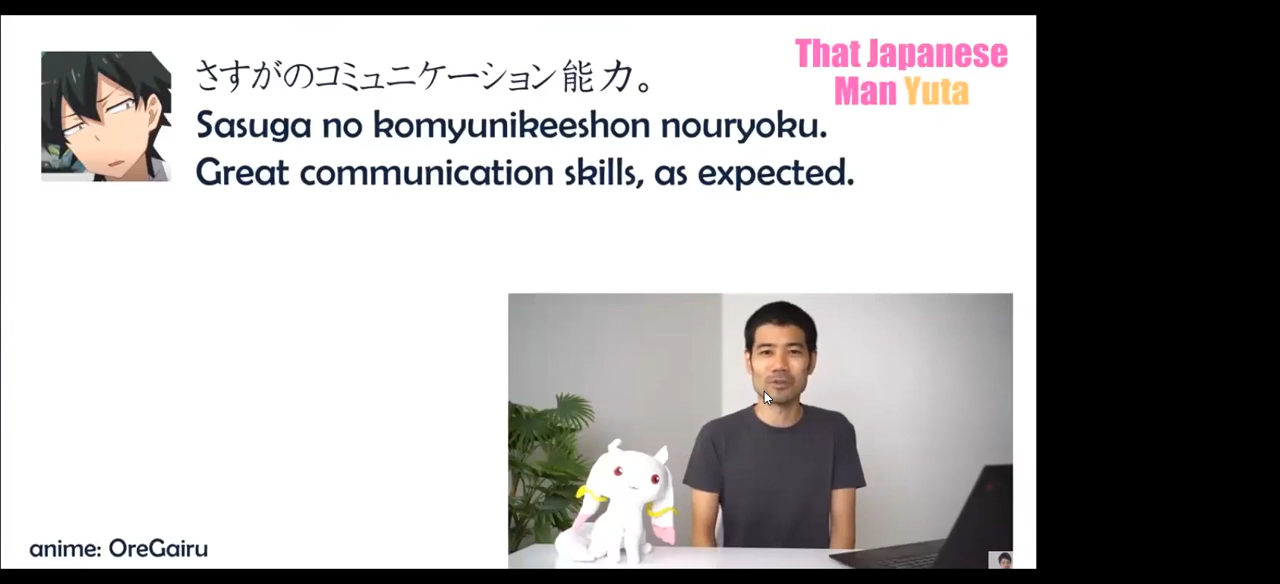 さすがのコミュニケーション能力。
Sasuga no komyunikeeshon nouryoku.
Great communication skills, as expected.
That Japanese
Man Yuta
anime: OreGairu